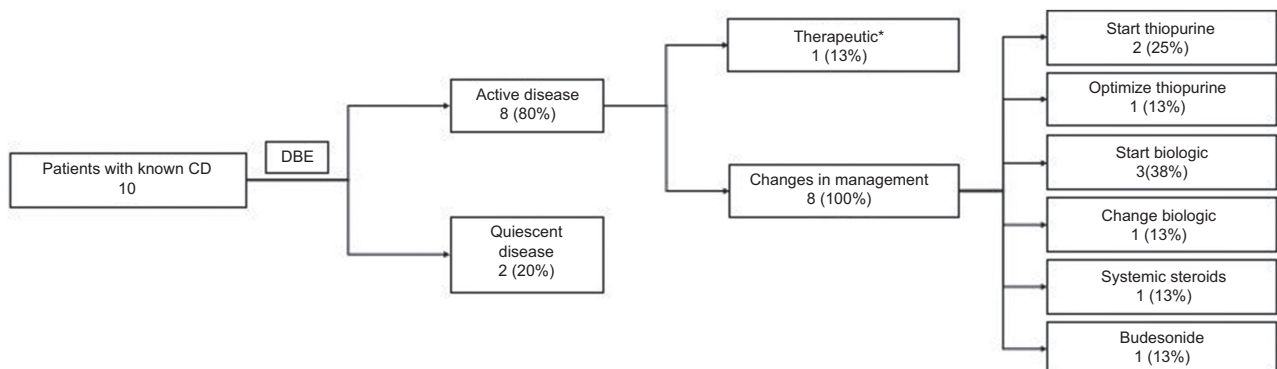 Patients with known CD
10
DBE
Active disease
8 (80%)
Quiescent
disease
2 (20%)
Therapeutic*
1 (13%)
Changes in management
8 (100%)
Start thiopurine
2 (25%)
Optimize thiopurine
1 (13%)
Start biologic
3(38%)
Change biologic
1 (13%)
Systemic steroids
1 (13%)
Budesonide
1 (13%)